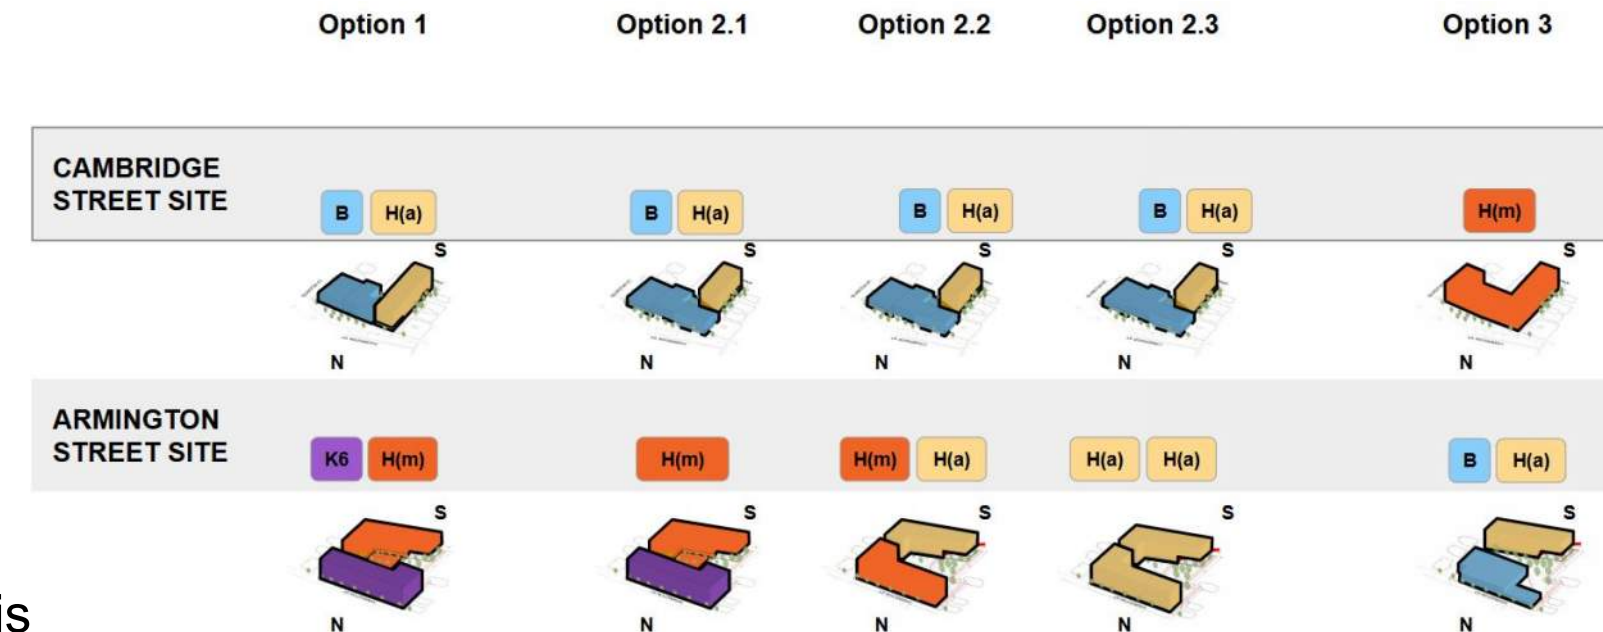 Option 1 Option 2.1 Option 2.2 Option 2.3 Option 3
CAMBRIDGE
STREET SITE
B H(a) B H(a) B H(a) B H(a) H(m)
S S S S S
N N N N N
ARMINGTON
STREET SITE
K6 H(m) H(m) H(m) H(a) H(a) H(a) B H(a)
S S S S S
is
N N N N N